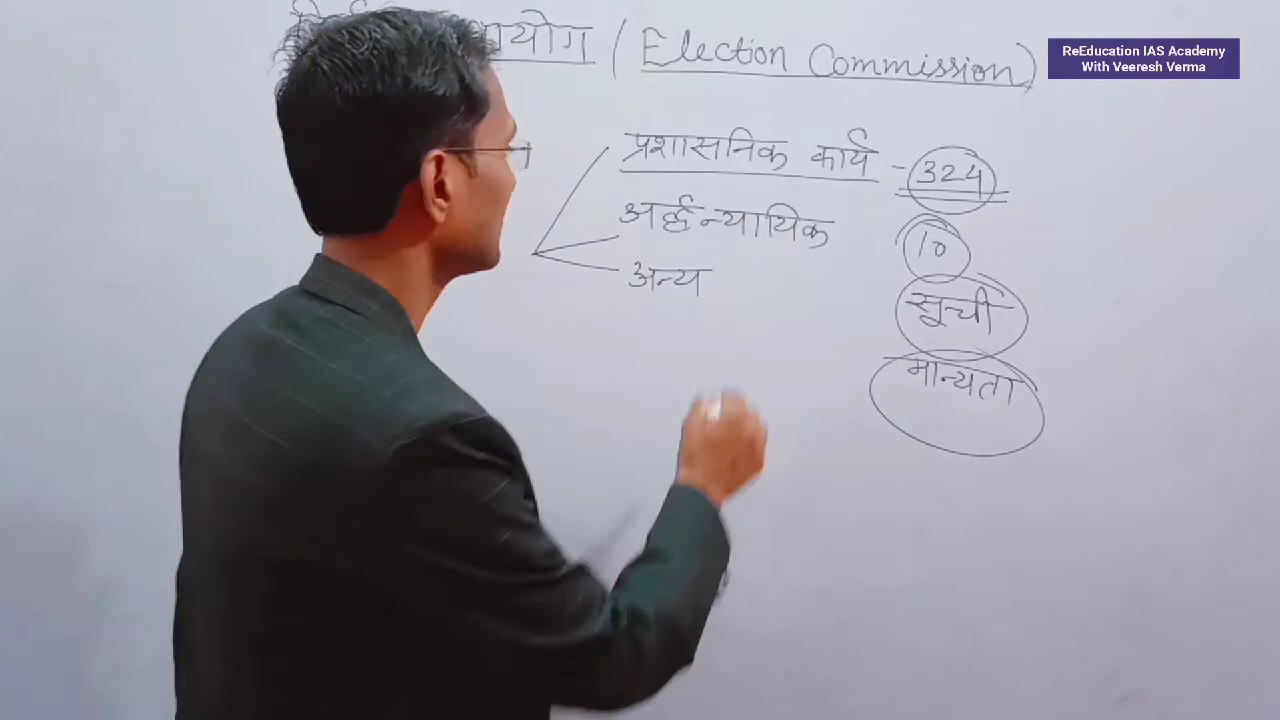 ReEducation IAS Academy
With Veeresh Verma
(Election Commission)
प्रशासनिक कार्य - 324
अर्द्धन्यायिक
10
अन्य
सूची
मान्यता